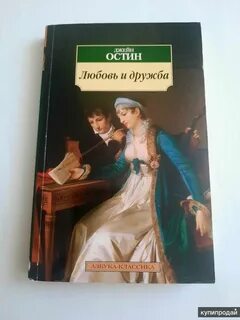 ДЖЕЙН
ОСТИН
Любовь и дружба
АЗБУКА-КЛАССИКА
купипродай